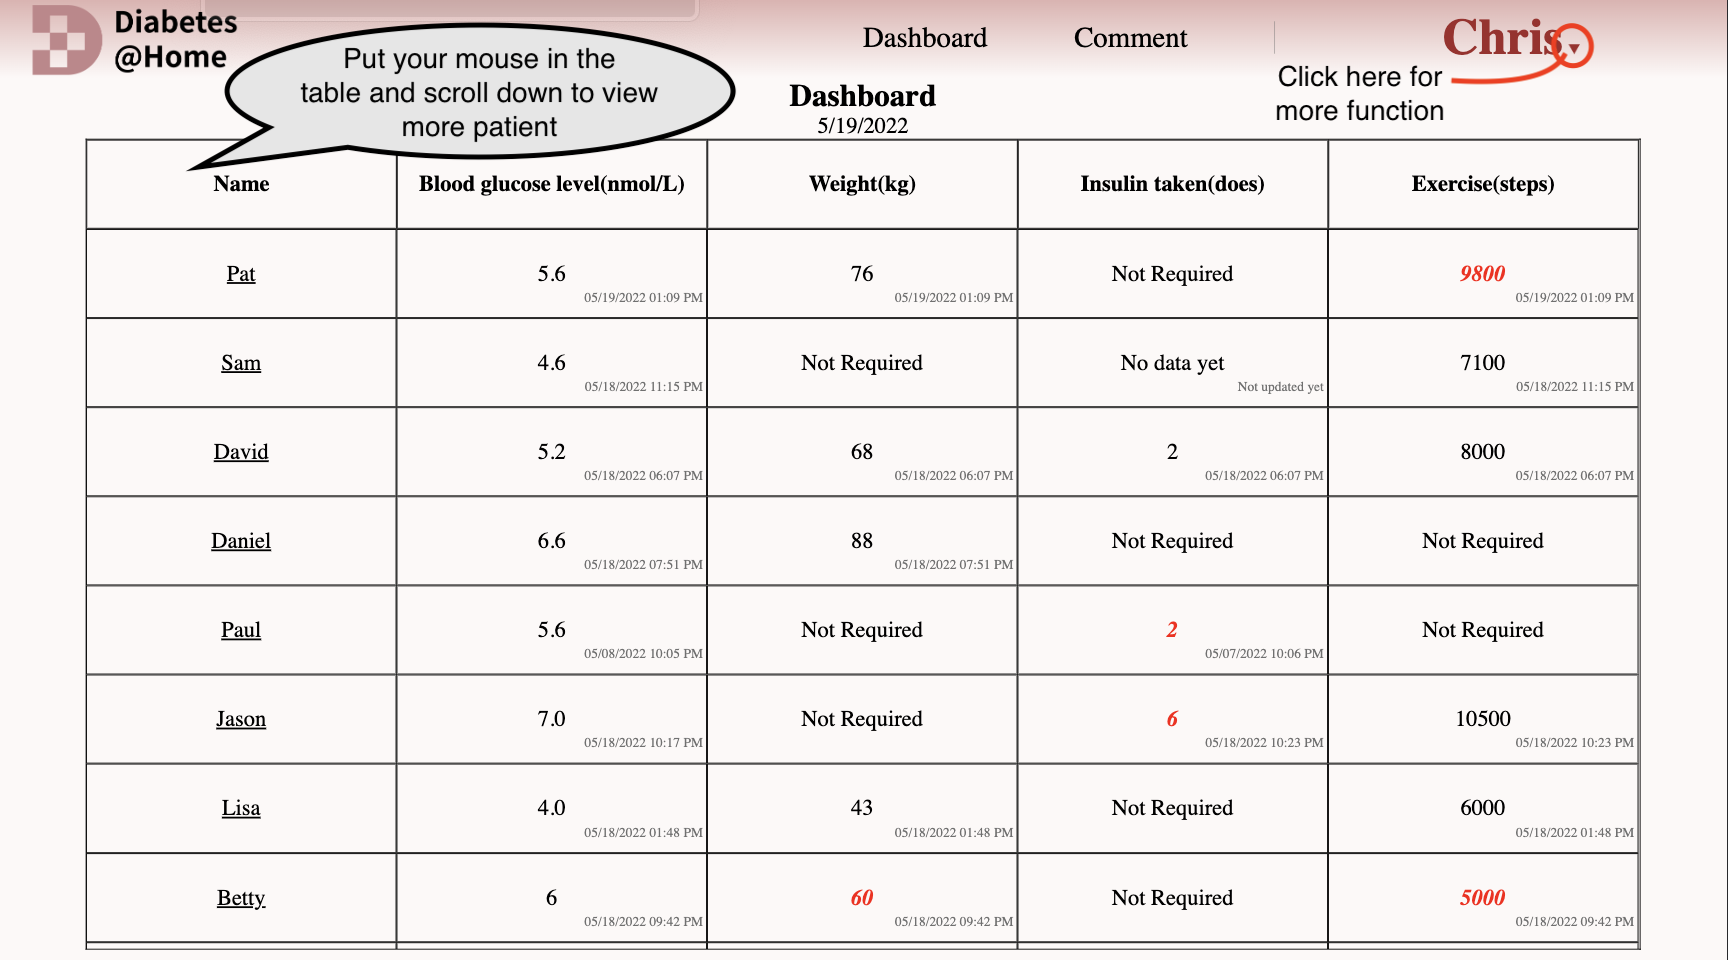 Diabetes
@Home
Put your mouse in the
table and scroll down to view
more patient
Dashboard
Comment
Chris
Click here for
more function
Dashboard
5/19/2022
Name
Blood glucose level(nmol/L)
Weight(kg)
Insulin taken(does)
Exercise(steps)
Pat
5.6
05/19/2022 01:09 PM
76
05/19/2022 01:09 PM
Not Required
9800
05/19/2022 01:09 PM
Sam
4.6
05/18/2022 11:15 PM
Not Required
No data yet
Not updated yet
7100
05/18/2022 11:15 PM
David
5.2
05/18/2022 06:07 PM
68
05/18/2022 06:07 PM
2
05/18/2022 06:07 PM
8000
05/18/2022 06:07 PM
Daniel
6.6
05/18/2022 07:51 PM
88
05/18/2022 07:51 PM
Not Required
Not Required
Paul
5.6
05/08/2022 10:05 PM
Not Required
2
05/07/2022 10:06 PM
Not Required
Jason
7.0
05/18/2022 10:17 PM
Not Required
6
05/18/2022 10:23 PM
10500
05/18/2022 10:23 PM
Lisa
4.0
05/18/2022 01:48 PM
43
05/18/2022 01:48 PM
Not Required
6000
05/18/2022 01:48 PM
Betty
6
05/18/2022 09:42 PM
60
05/18/2022 09:42 PM
Not Required
5000
05/18/2022 09:42 PM